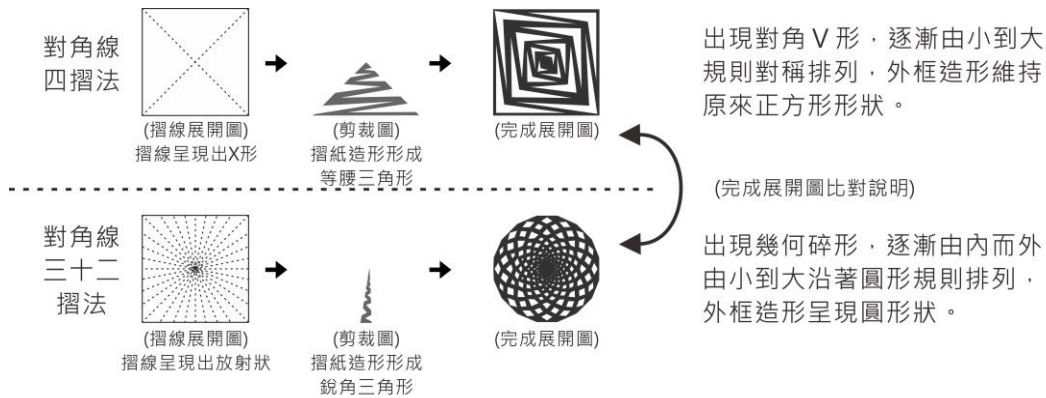 對角線
四摺法
(摺線展開圖)
摺線呈現出X形
(剪裁圖)
摺紙造形形成
等腰三角形
(完成展開圖)
出現對角 V 形，逐漸由小到大
規則對稱排列，外框造形維持
原來正方形形狀。
(完成展開圖比對說明)
對角線
三十二
摺法
(摺線展開圖)
摺線呈現出放射狀
(剪裁圖)
摺紙造形形成
銳角三角形
(完成展開圖)
出現幾何碎形，逐漸由內而外
由小到大沿著圓形規則排列，
外框造形呈現圓形狀。